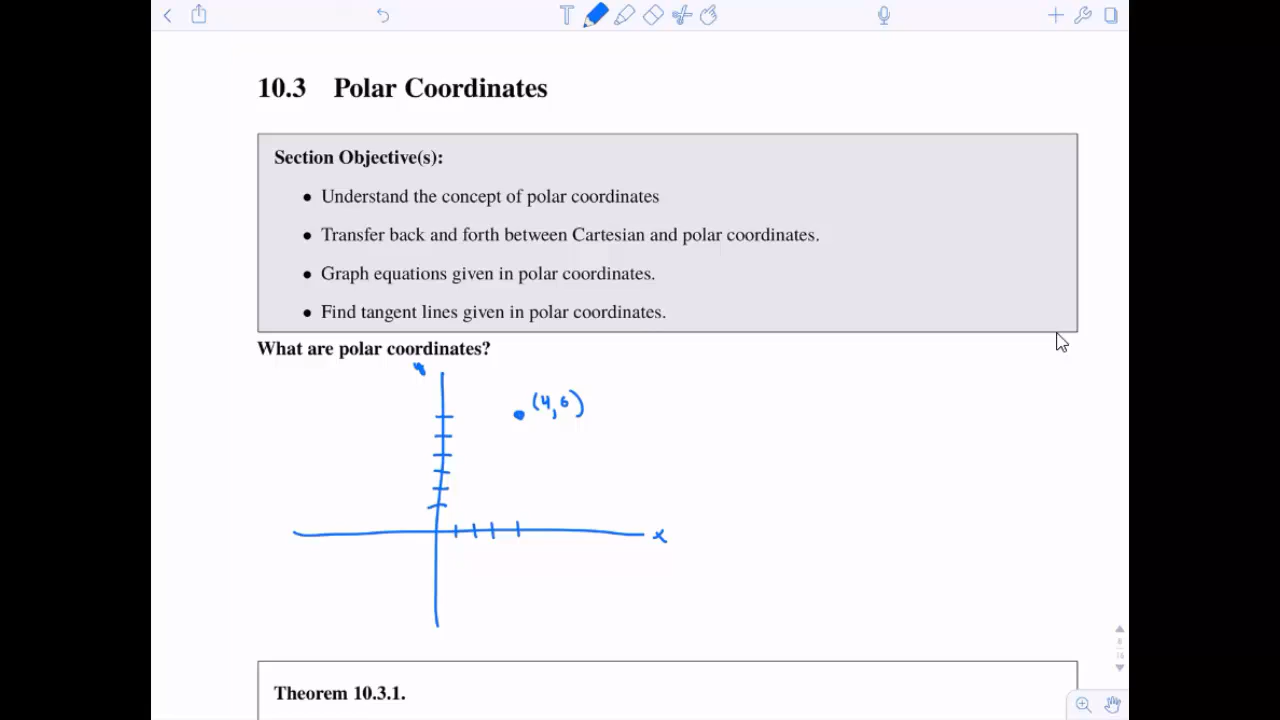 10.3 Polar Coordinates
Section Objective(s):
• Understand the concept of polar coordinates
• Transfer back and forth between Cartesian and polar coordinates.
• Graph equations given in polar coordinates.
• Find tangent lines given in polar coordinates.
What are polar coordinates?
y
(4,6)
x
Theorem 10.3.1.